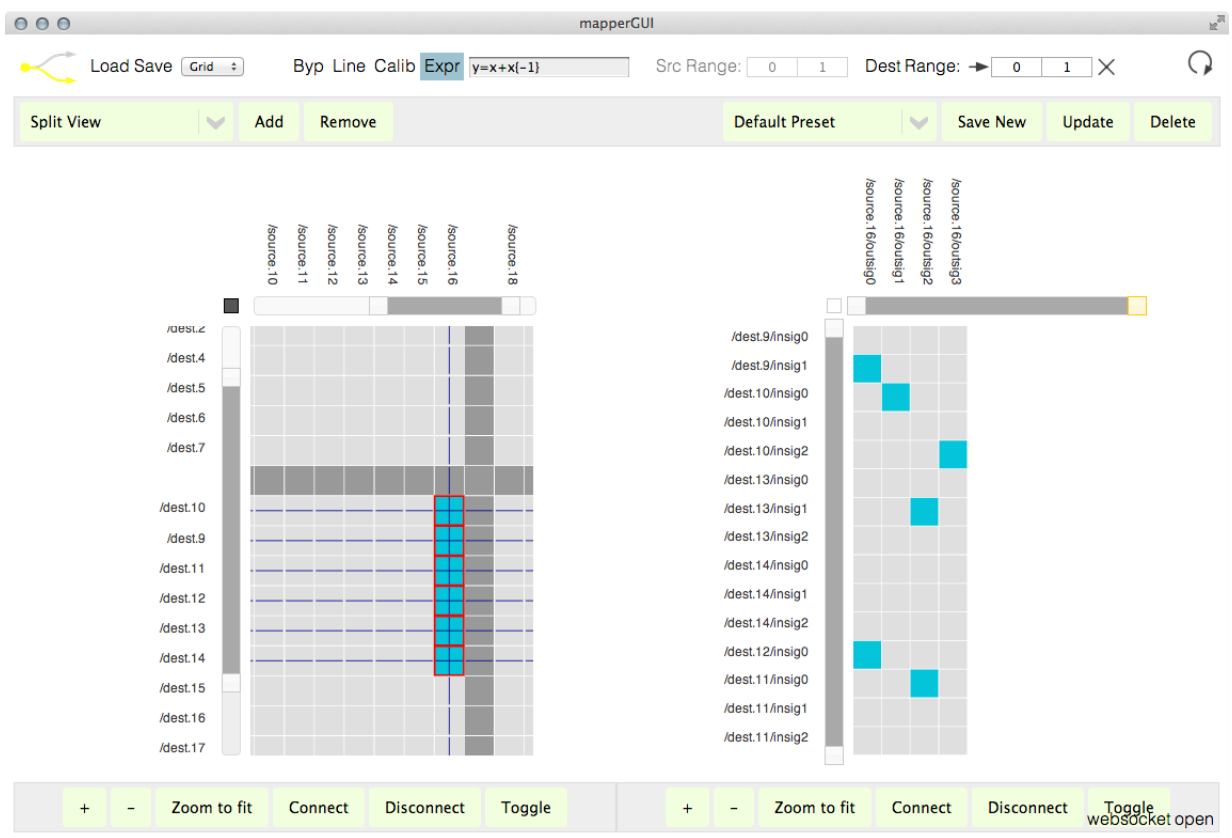 mapperGUI
Load Save Grid Byp Line Calib Expr y=x+x{-1} Src Range: 0 1 Dest Range: 0 1
Split View Add Remove Default Preset Save New Update Delete
/source.10
/source.11
/source.12
/source.13
/source.14
/source.15
/source.16
/source.18
/dest.2
/dest.4
/dest.5
/dest.6
/dest.7
/dest.10
/dest.9
/dest.11
/dest.12
/dest.13
/dest.14
/dest.15
/dest.16
/dest.17
/source.16/outsig0
/source.16/outsig1
/source.16/outsig2
/source.16/outsig3
/dest.9/insig0
/dest.9/insig1
/dest.10/insig0
/dest.10/insig1
/dest.10/insig2
/dest.13/insig0
/dest.13/insig1
/dest.13/insig2
/dest.14/insig0
/dest.14/insig1
/dest.14/insig2
/dest.12/insig0
/dest.11/insig0
/dest.11/insig1
/dest.11/insig2
+ - Zoom to fit Connect Disconnect Toggle + - Zoom to fit Connect Disconnect Toggle
websocket open